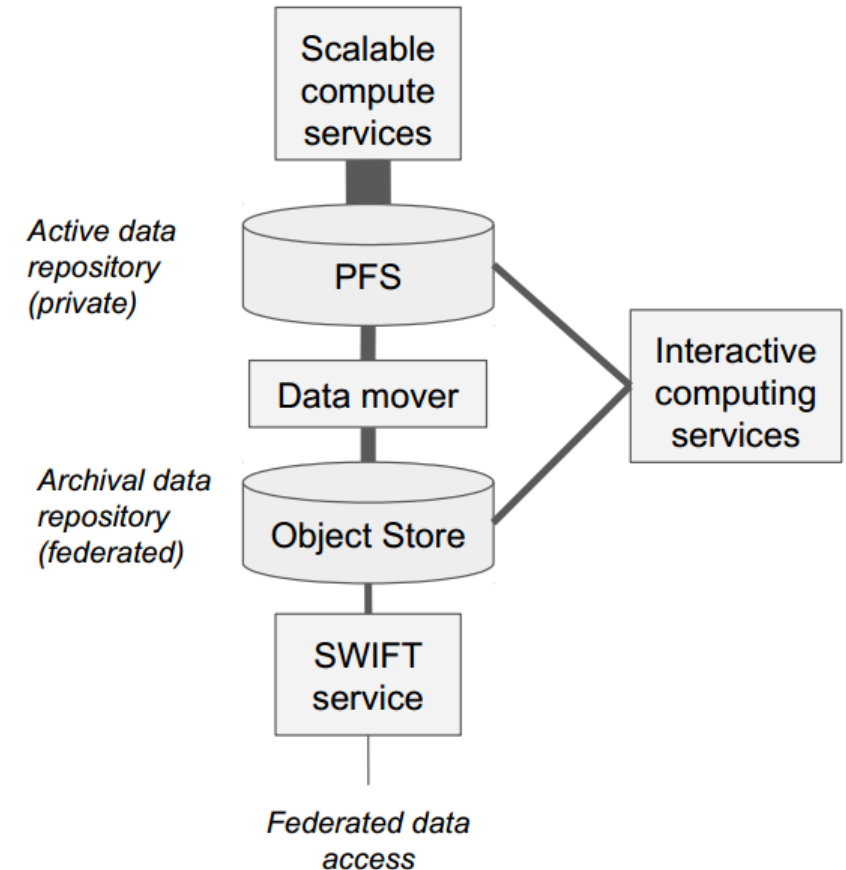 Scalable
compute
services
Active data
repository
(private)
PFS
Interactive
computing
services
Data mover
Archival data
repository
(federated)
Object Store
SWIFT
service
Federated data
access